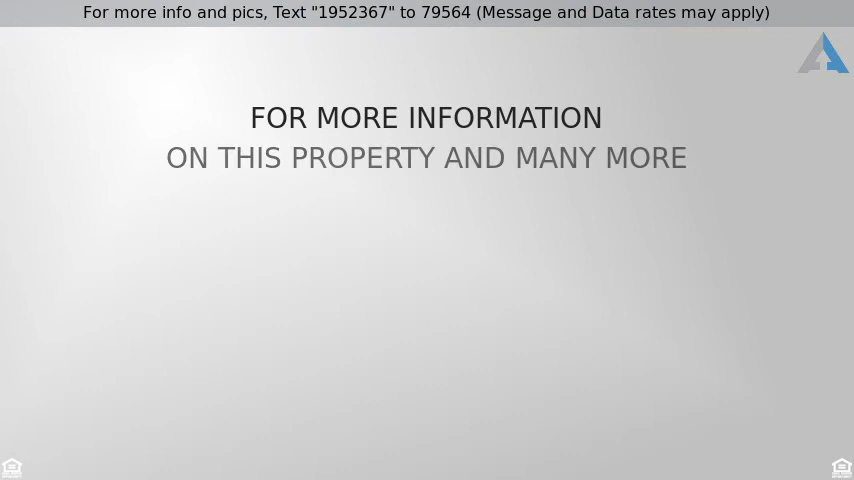 For more info and pics, Text "1952367" to 79564 (Message and Data rates may apply)
FOR MORE INFORMATION
ON THIS PROPERTY AND MANY MORE